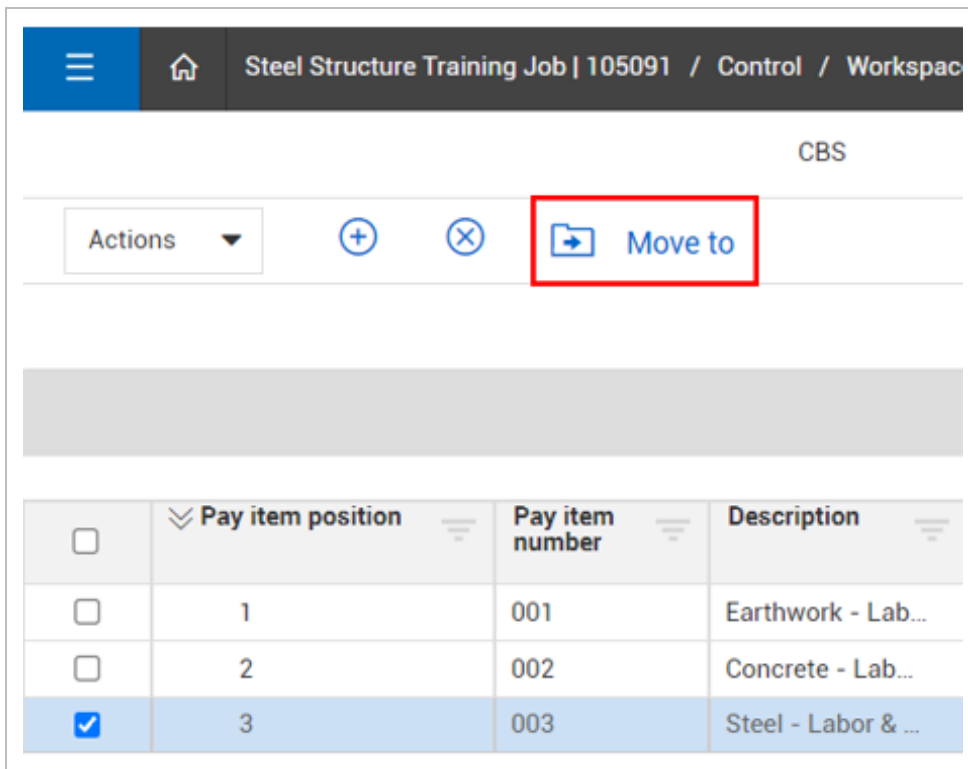 Steel Structure Training Job | 105091 / Control / Workspac
CBS
Actions
Move to
Pay item position
Pay item
number
Description
1 001 Earthwork - Lab...
2 002 Concrete - Lab...
3 003 Steel - Labor & ...